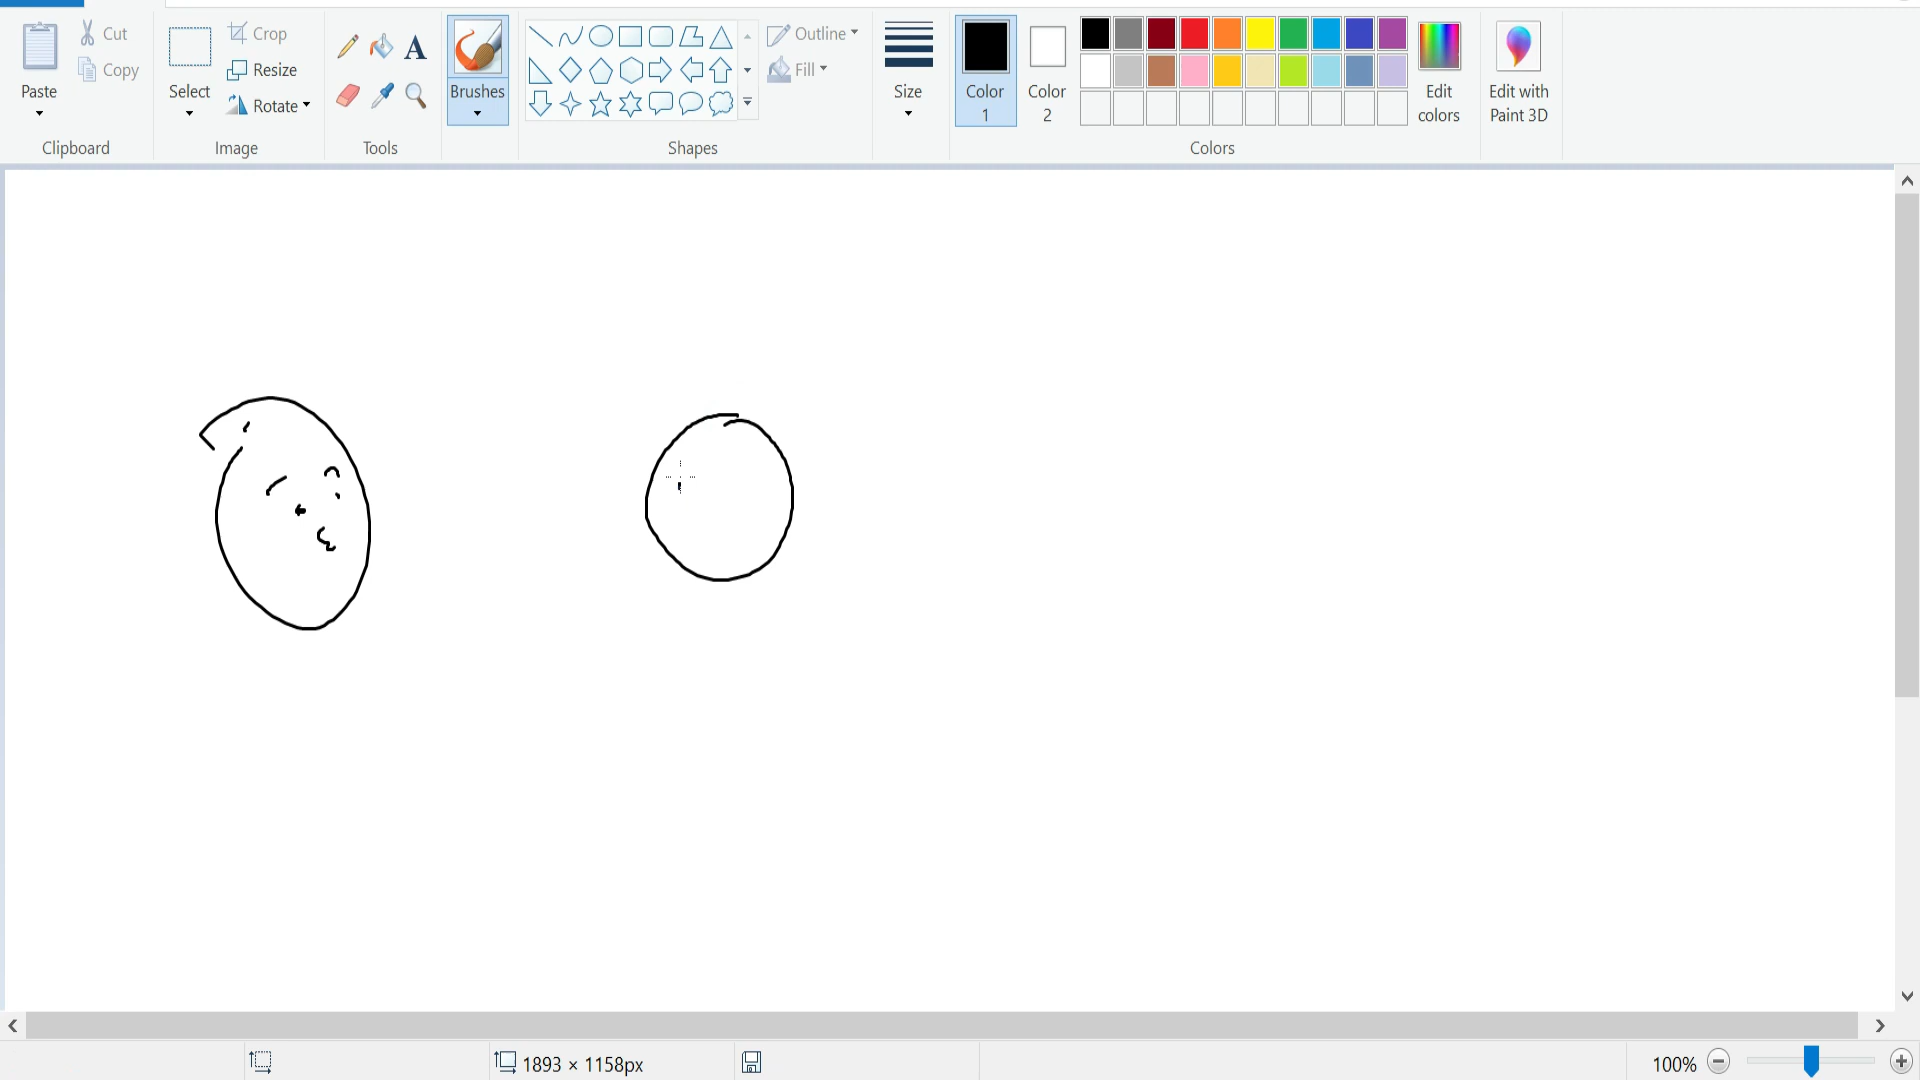 Cut
Crop
Outline
Copy
Resize
Fill
Paste
Select
Rotate
Brushes
Size
Color
1
Color
2
Edit
colors
Edit with
Paint 3D
Clipboard
Image
Tools
Shapes
Colors
1893 × 1158px
100%